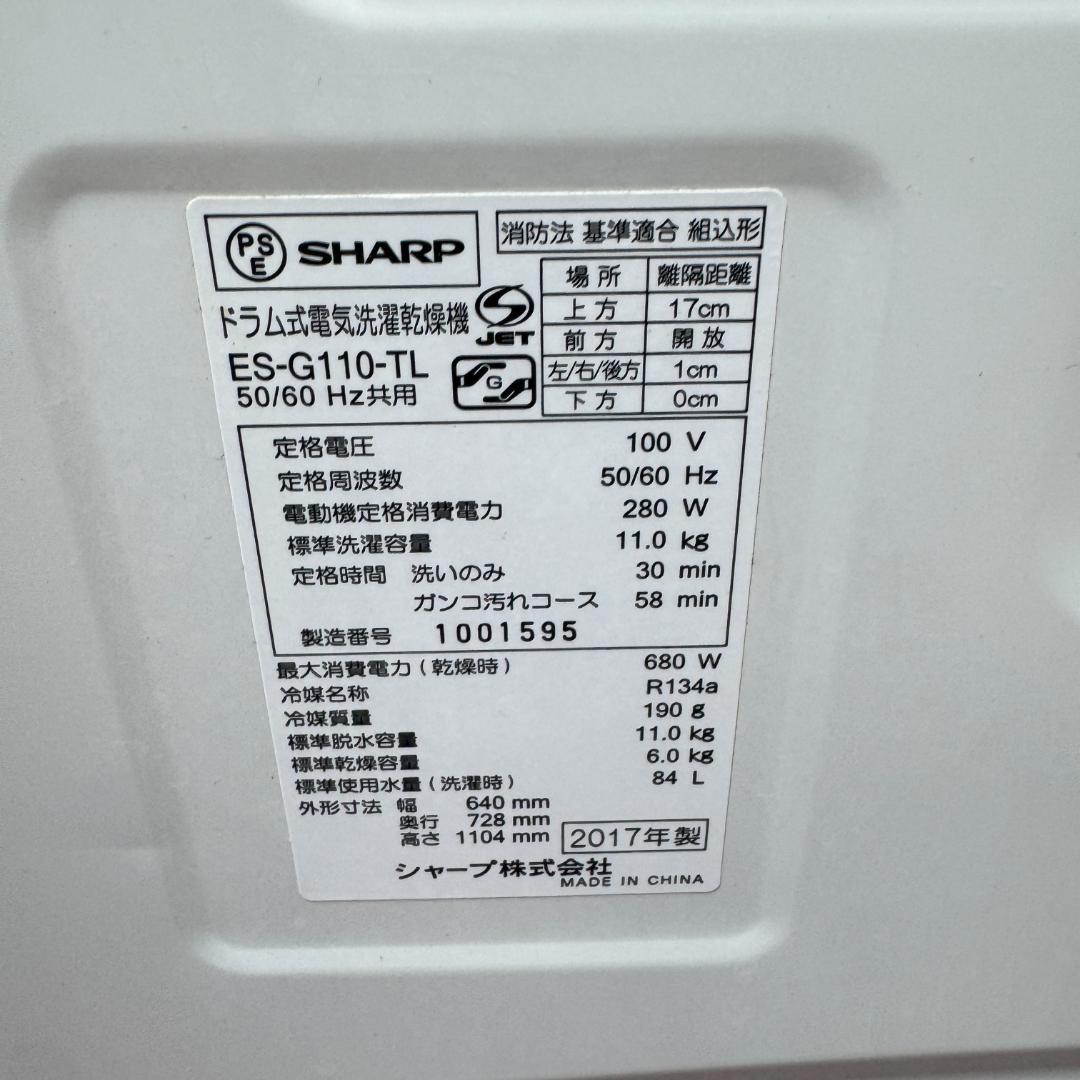 PSE SHARP
消防法 基準適合 組込形
ドラム式電気洗濯乾燥機
JET
ES-G110-TL
G
50/60 Hz共用
場所 離隔距離
上方 17cm
前方 開放
左/右/後方 1cm
下方 0cm
定格電圧 100 V
定格周波数 50/60 Hz
電動機定格消費電力 280 W
標準洗濯容量 11.0 kg
定格時間 洗いのみ 30 min
ガンコ汚れコース 58 min
製造番号 1001595
最大消費電力(乾燥時) 680 W
冷媒名称 R134a
冷媒質量 190 g
標準脱水容量 11.0 kg
標準乾燥容量 6.0 kg
標準使用水量(洗濯時) 84 L
外形寸法 幅 640 mm
奥行 728 mm
高さ 1104 mm
2017年製
シャープ株式会社
MADE IN CHINA